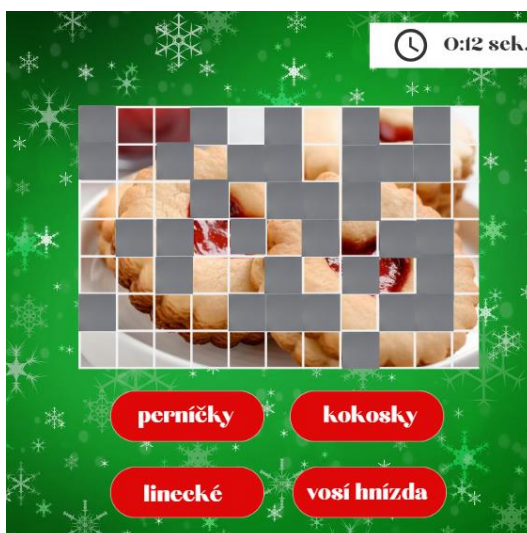 0:12 sek.
perníčky
kokosky
linecké
vosí hnízda